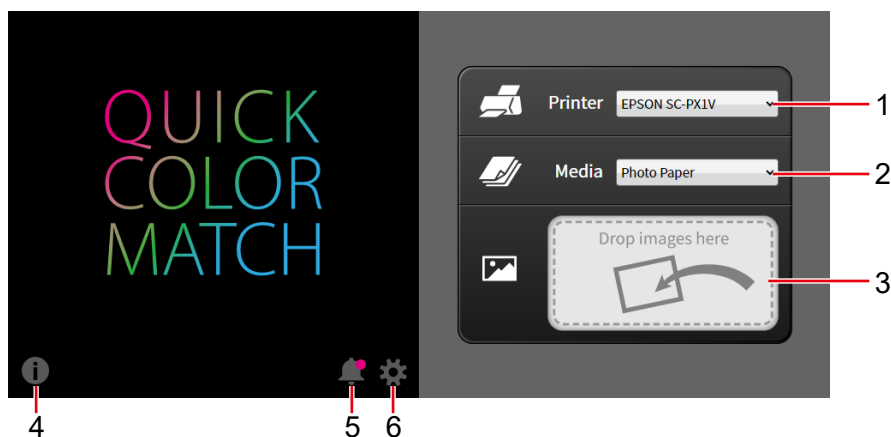 QUICK
COLOR
MATCH
Printer EPSON SC-PX1V
Media Photo Paper
Drop images here
1
2
3
4
5
6